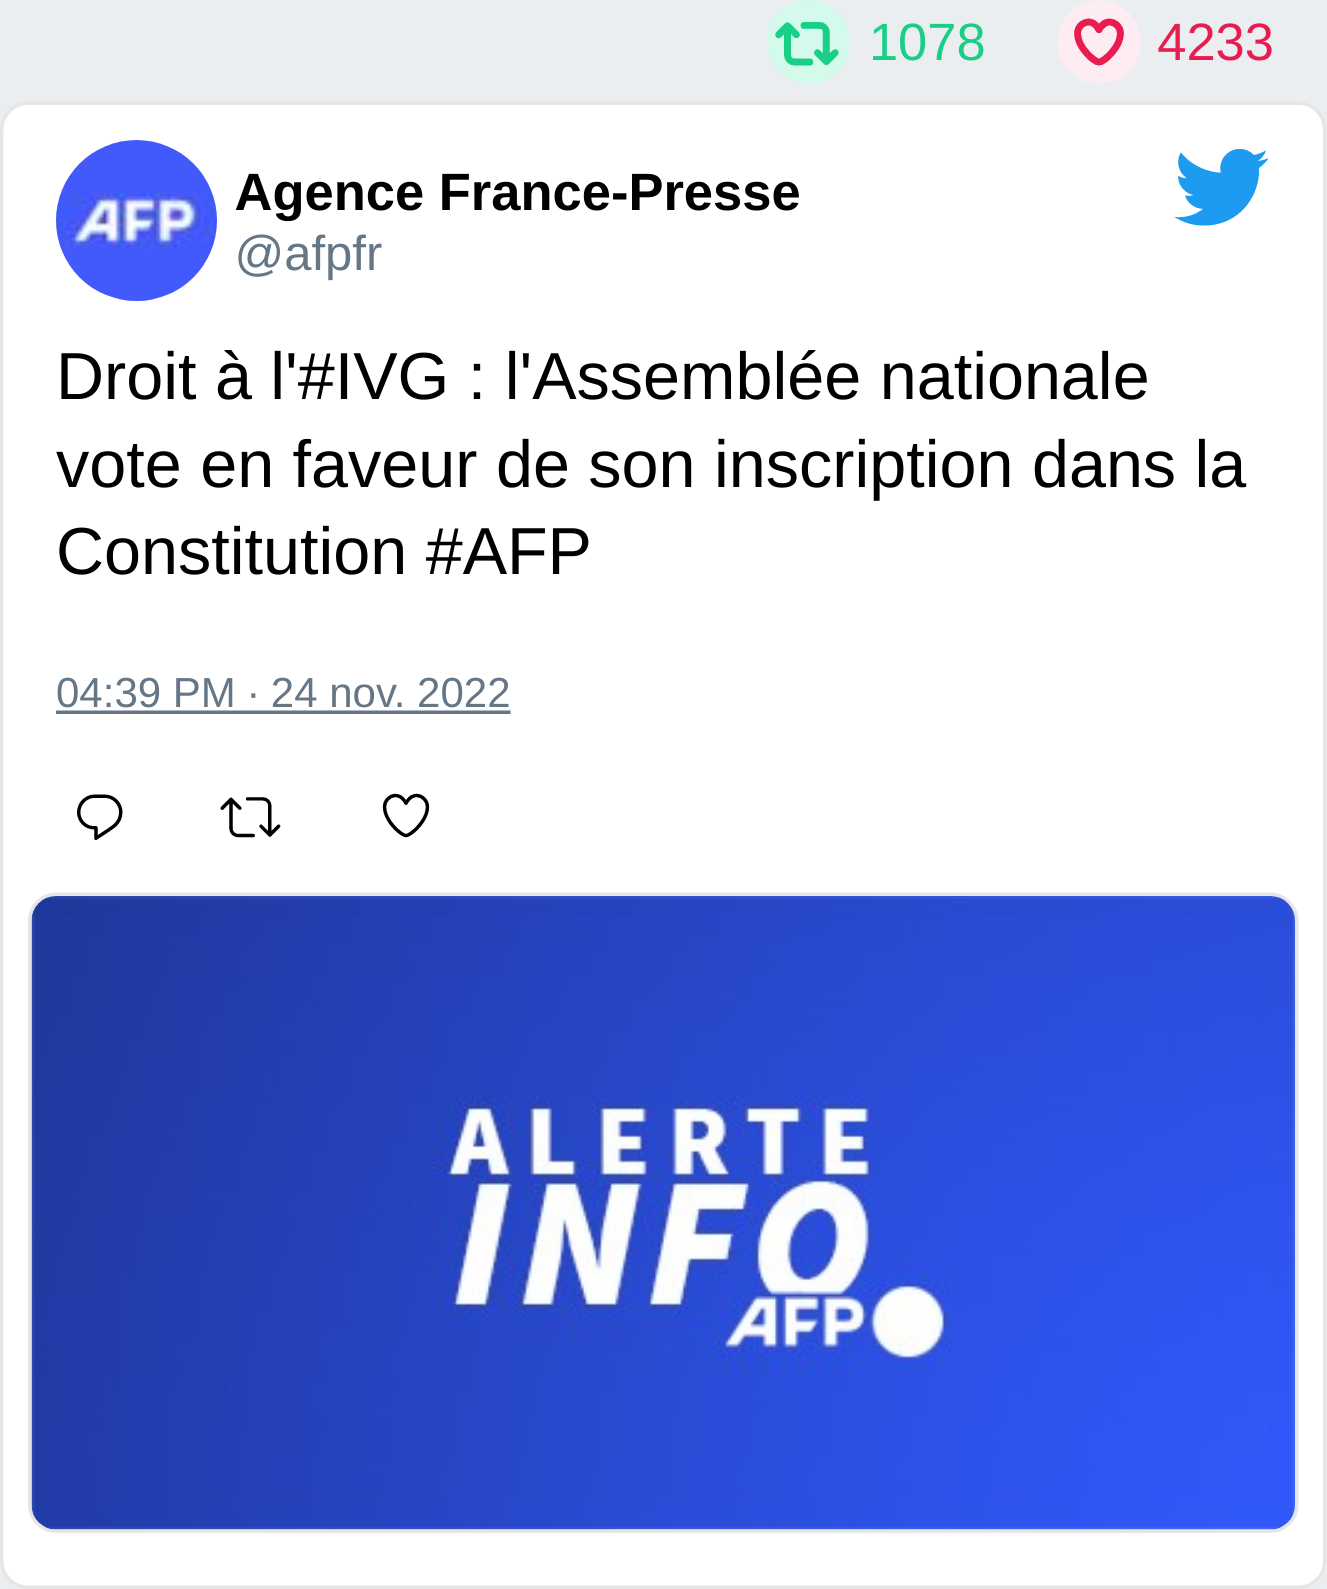 1078 4233
AFP
Agence France-Presse
@afpfr
Droit à l'#IVG : l'Assemblée nationale
vote en faveur de son inscription dans la
Constitution #AFP
04:39 PM · 24 nov. 2022
ALERTE
INFO
AFP